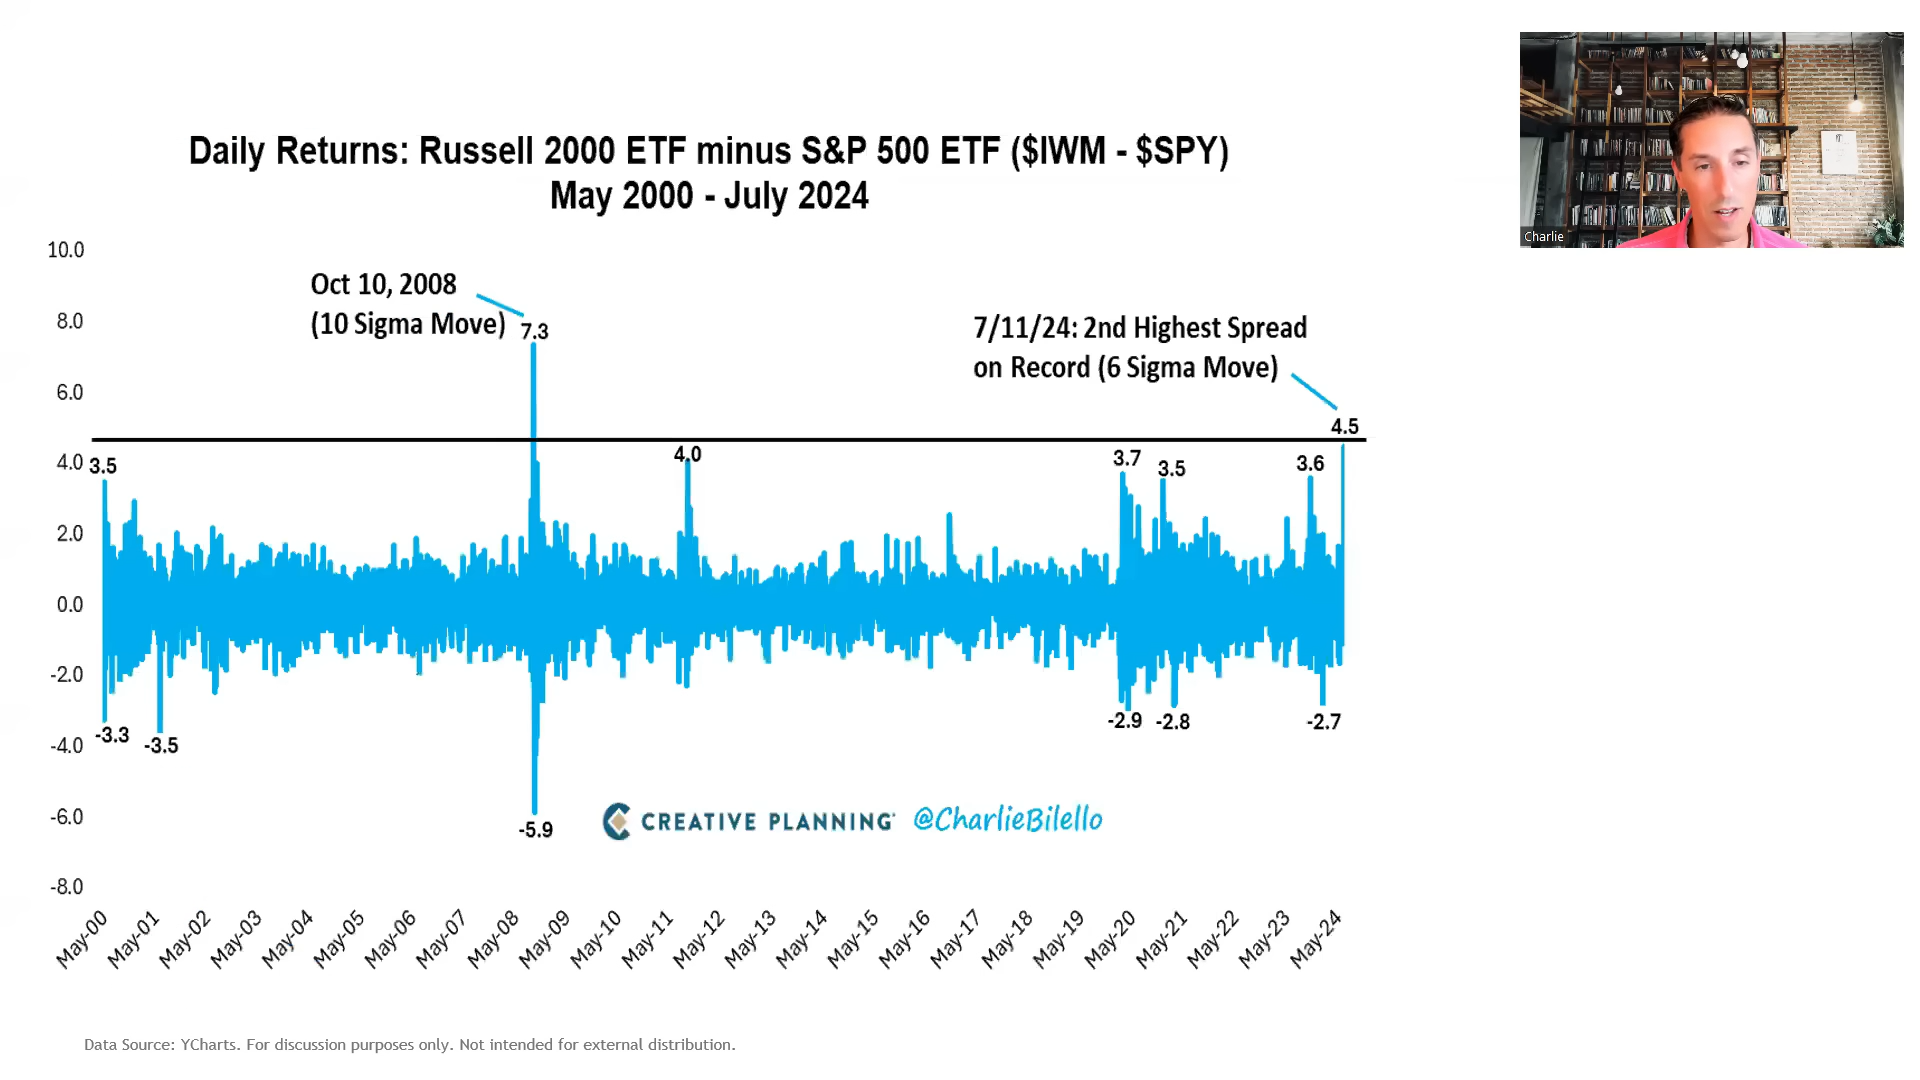 Daily Returns: Russell 2000 ETF minus S&P 500 ETF ($IWM - $SPY)
May 2000 - July 2024
Charlie
10.0
8.0
6.0
4.0
2.0
0.0
-2.0
-4.0
-6.0
-8.0
Oct 10, 2008
(10 Sigma Move)
7.3
7/11/24: 2nd Highest Spread
on Record (6 Sigma Move)
4.5
3.5
4.0
3.7
3.5
3.6
-3.3
-3.5
-5.9
-2.9
-2.8
-2.7
CREATIVE PLANNING
@CharlieBilello
May-00
May-01
May-02
May-03
May-04
May-05
May-06
May-07
May-08
May-09
May-10
May-11
May-12
May-13
May-14
May-15
May-16
May-17
May-18
May-19
May-20
May-21
May-22
May-23
May-24
Data Source: YCharts. For discussion purposes only. Not intended for external distribution.